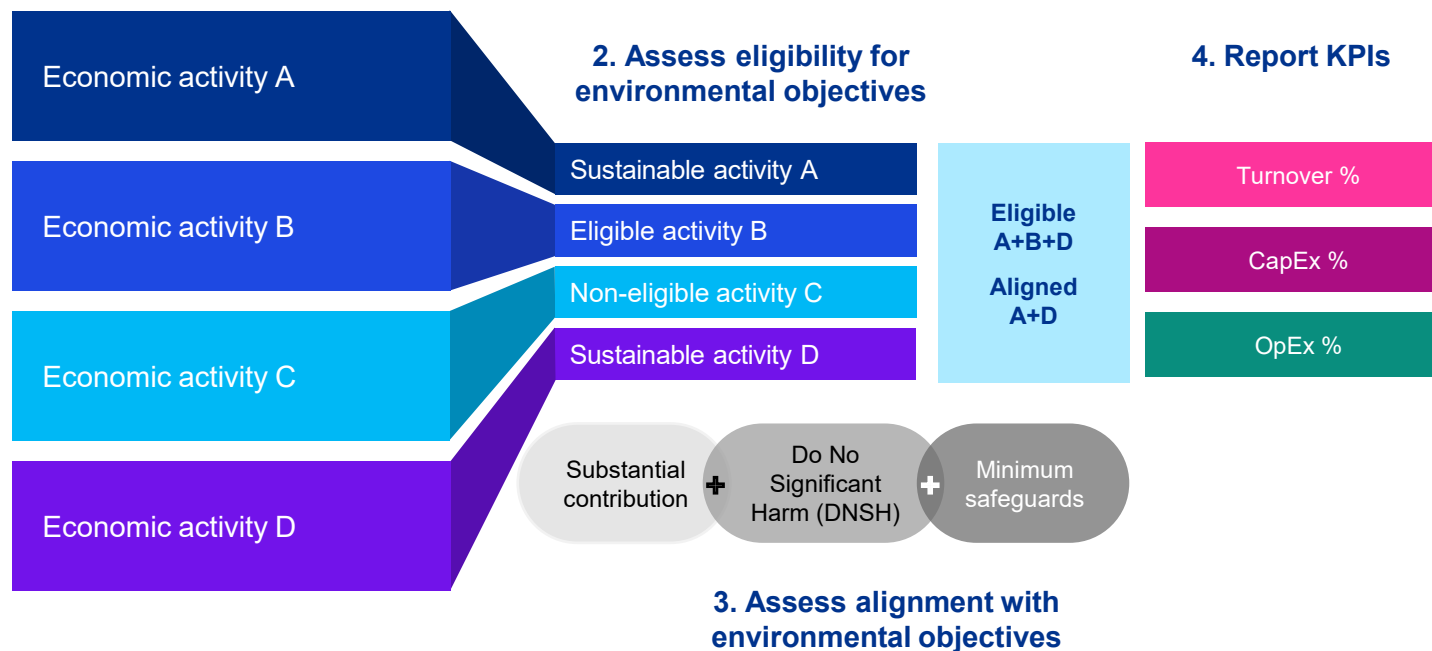 Economic activity A
Economic activity B
Economic activity C
Economic activity D
2. Assess eligibility for
environmental objectives
Sustainable activity A
Eligible activity B
Non-eligible activity C
Sustainable activity D
Eligible
A+B+D
Aligned
A+D
4. Report KPIs
Turnover %
CapEx %
OpEx %
Substantial
contribution
+
Do No
Significant
Harm (DNSH)
+
Minimum
safeguards
3. Assess alignment with
environmental objectives